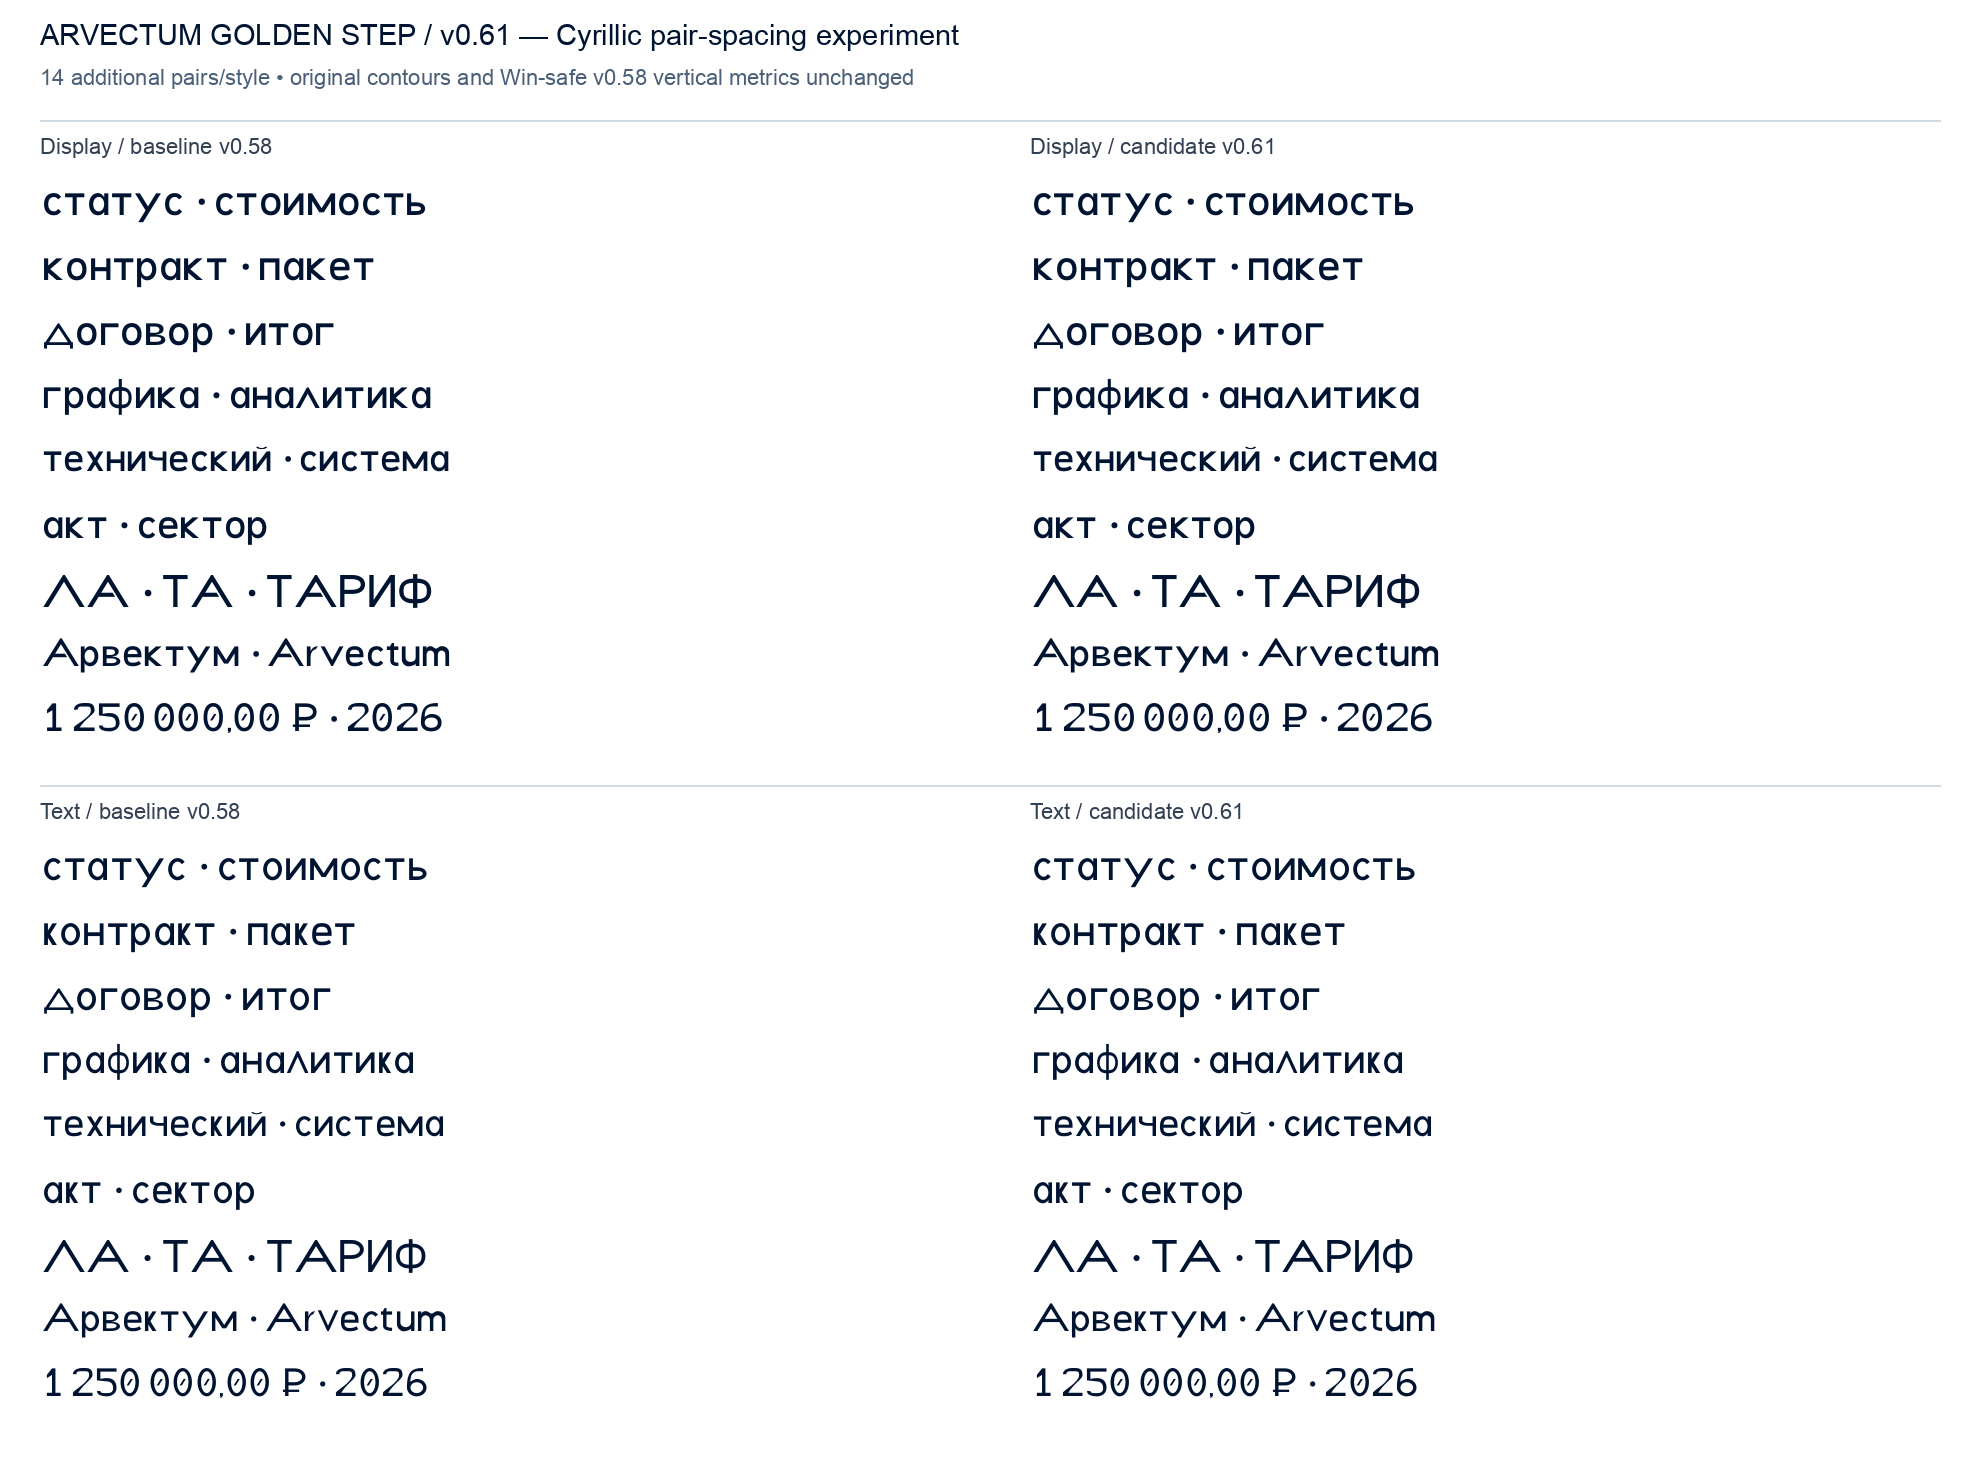 ARVECTUM GOLDEN STEP / v0.61 — Cyrillic pair-spacing experiment
14 additional pairs/style • original contours and Win-safe v0.58 vertical metrics unchanged
Display / baseline v0.58
статус · стоимость
контракт · пакет
договор · итог
графика · аналитика
технический · система
акт · сектор
ЛА · ТА · ТАРИФ
Арвектум · Arvectum
1 250 000,00 ₽ · 2026
Display / candidate v0.61
статус · стоимость
контракт · пакет
договор · итог
графика · аналитика
технический · система
акт · сектор
ЛА · ТА · ТАРИФ
Арвектум · Arvectum
1 250 000,00 ₽ · 2026
Text / baseline v0.58
статус · стоимость
контракт · пакет
договор · итог
графика · аналитика
технический · система
акт · сектор
ЛА · ТА · ТАРИФ
Арвектум · Arvectum
1 250 000,00 ₽ · 2026
Text / candidate v0.61
статус · стоимость
контракт · пакет
договор · итог
графика · аналитика
технический · система
акт · сектор
ЛА · ТА · ТАРИФ
Арвектум · Arvectum
1 250 000,00 ₽ · 2026